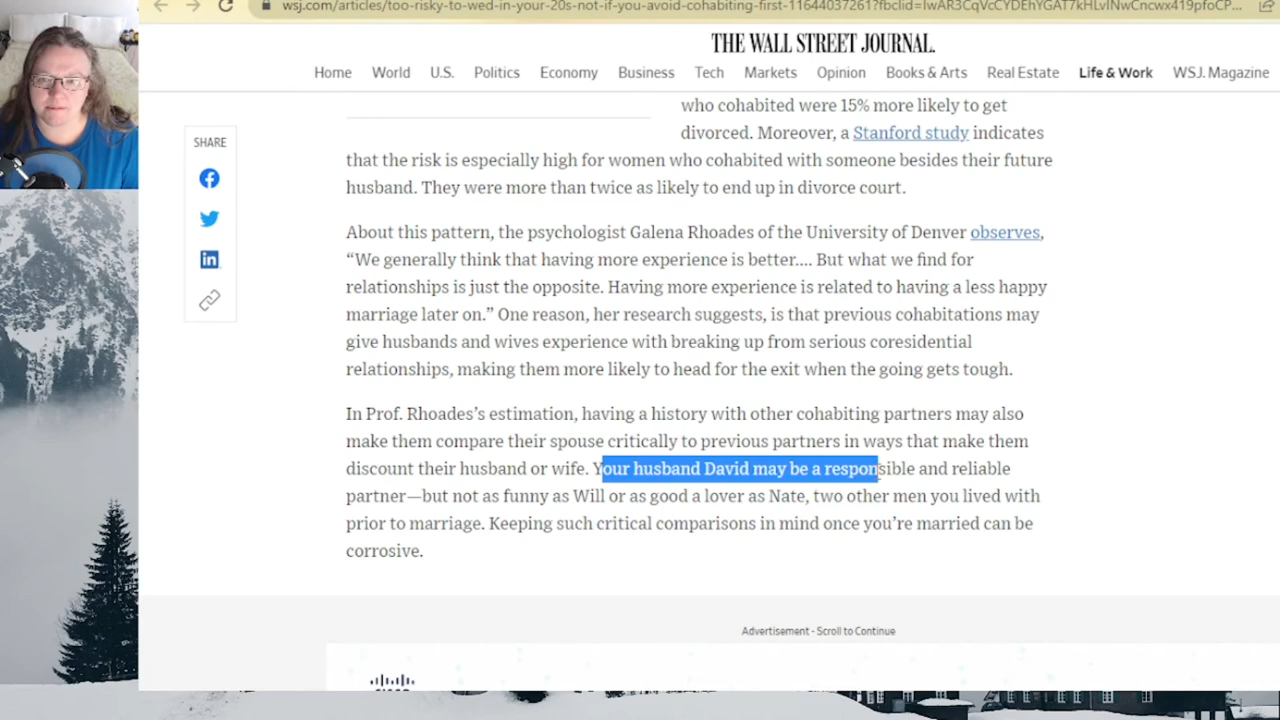 wsj.com/articles/too-risky-to-wed-in-your-20s-not-if-you-avoid-cohabiting-first-11644037261?fbclid=IwAR3CqVcCYDEhYGAT7kHLvINwCncwx419pfoCP...
THE WALL STREET JOURNAL.
Home World U.S. Politics Economy Business Tech Markets Opinion Books & Arts Real Estate Life & Work WSJ. Magazine
who cohabited were 15% more likely to get
SHARE
divorced. Moreover, a Stanford study indicates
that the risk is especially high for women who cohabited with someone besides their future
husband. They were more than twice as likely to end up in divorce court.
About this pattern, the psychologist Galena Rhoades of the University of Denver observes,
“We generally think that having more experience is better.... But what we find for
relationships is just the opposite. Having more experience is related to having a less happy
marriage later on.” One reason, her research suggests, is that previous cohabitations may
give husbands and wives experience with breaking up from serious coresidential
relationships, making them more likely to head for the exit when the going gets tough.
In Prof. Rhoades’s estimation, having a history with other cohabiting partners may also
make them compare their spouse critically to previous partners in ways that make them
discount their husband or wife. Your husband David may be a responsible and reliable
partner—but not as funny as Will or as good a lover as Nate, two other men you lived with
prior to marriage. Keeping such critical comparisons in mind once you’re married can be
corrosive.
Advertisement - Scroll to Continue